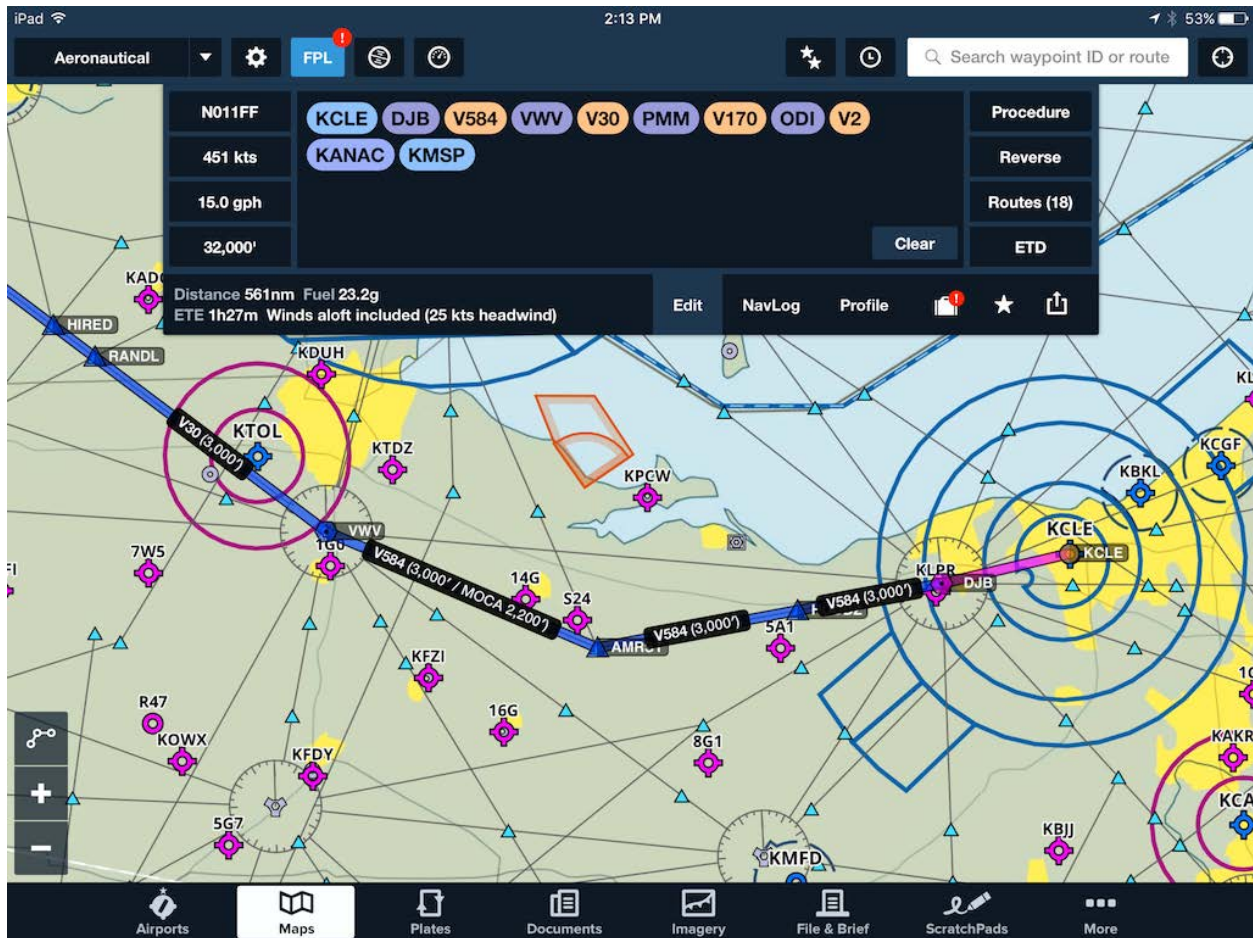 iPad 2:13 PM 53%
Aeronautical FPL ! Search waypoint ID or route
N011FF
451 kts
15.0 gph
32,000'
KCLE DJB V584 VWV V30 PMM V170 ODI V2
KANAC KMSP
Clear
Procedure
Reverse
Routes (18)
ETD
Distance 561nm Fuel 23.2g
ETE 1h27m Winds aloft included (25 kts headwind)
Edit NavLog Profile ! 
HIRED
RANDL
KDUH
KTOL
V30 (3,000')
KTDZ
KPCW
KBKL
KCGF
VWV
1G0
7W5
V584 (3,000' / MOCA 2,200')
14G
S24
AMRST
V584 (3,000')
5A1
V584 (3,000')
KLPR
DJB
KCLE
KCLE
KFZI
R47
KOWX
16G
8G1
KFDY
5G7
KMFD
KBJJ
KAKR
KCA
+
−
Airports Maps Plates Documents Imagery File & Brief ScratchPads More